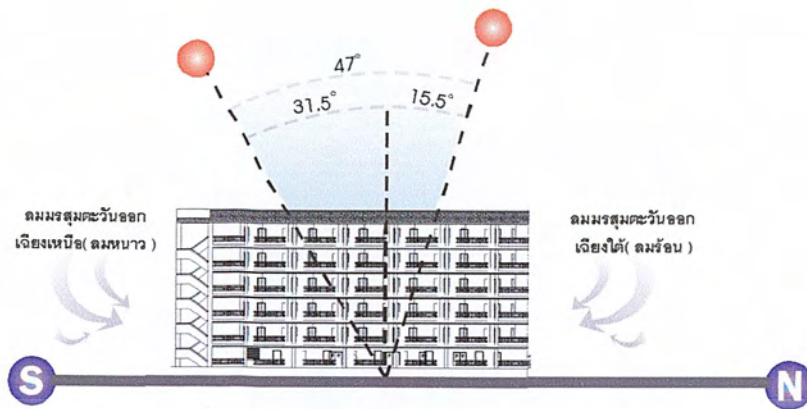 47°
31.5°
15.5°
ลมมรสุมตะวันออก
เฉียงเหนือ( ลมหนาว )
ลมมรสุมตะวันออก
เฉียงใต้( ลมร้อน )
S
N